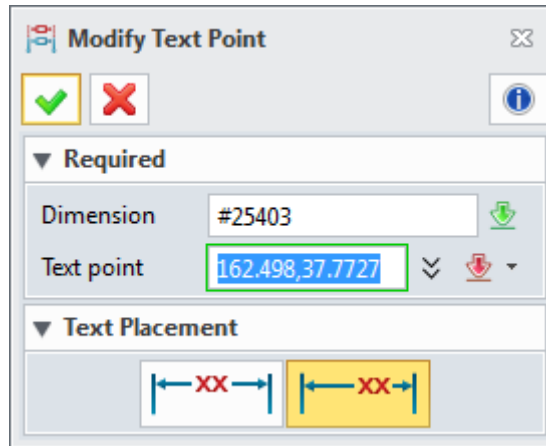 Modify Text Point
Required
Dimension #25403
Text point 162.498,37.7727
Text Placement
XX XX